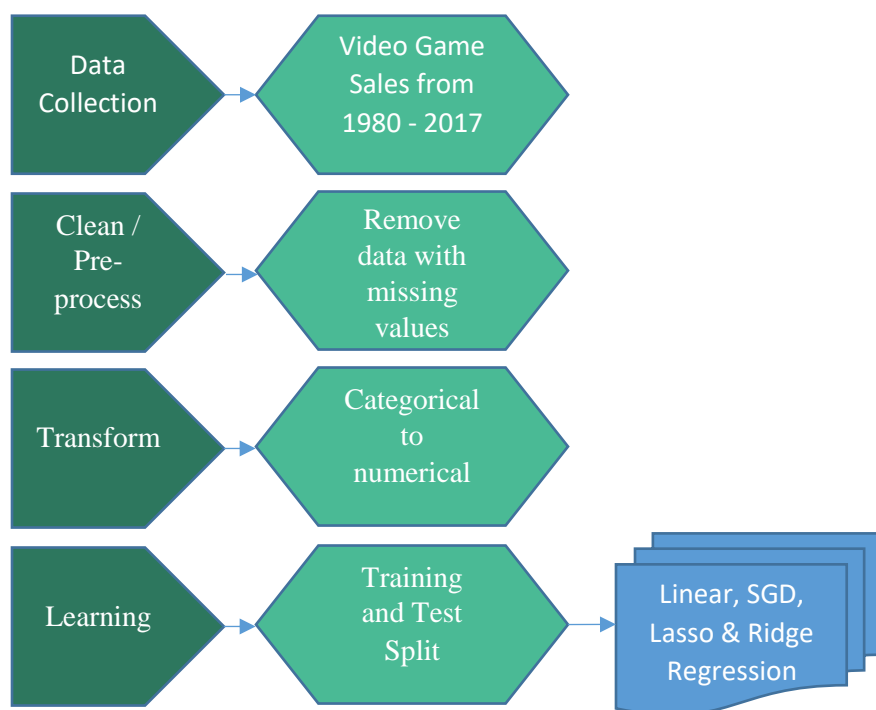 Data
Collection
Video Game
Sales from
1980 - 2017
Clean /
Pre-
process
Remove
data with
missing
values
Transform
Categorical
to
numerical
Learning
Training
and Test
Split
Linear, SGD,
Lasso & Ridge
Regression